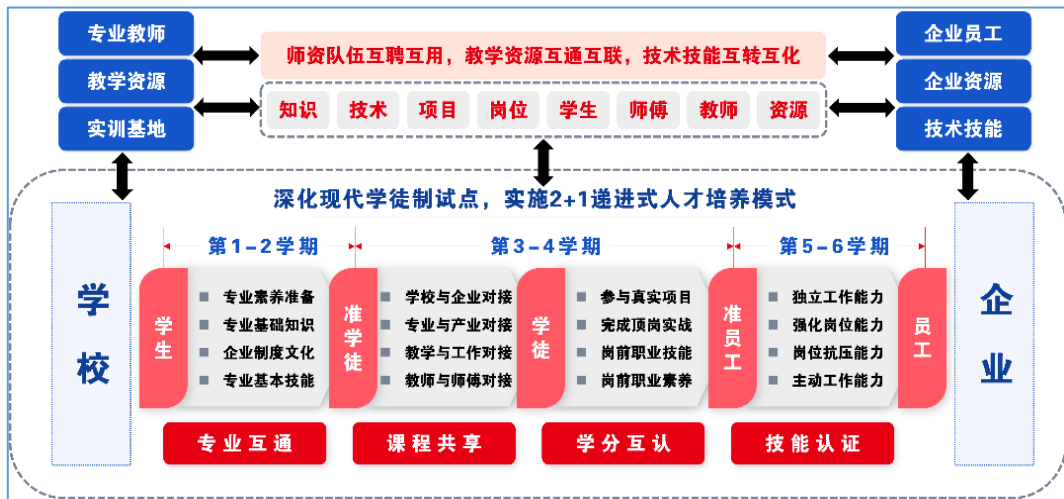 专业教师
教学资源
实训基地
师资队伍互聘互用，教学资源互通互联，技术技能互转互化
知识 技术 项目 岗位 学生 师傅 教师 资源
企业员工
企业资源
技术技能
深化现代学徒制试点，实施2+1递进式人才培养模式
第1-2学期 第3-4学期 第5-6学期
学校
学生
专业素养准备
专业基础知识
企业制度文化
专业基本技能
准学徒
学校与企业对接
专业与产业对接
教学与工作对接
教师与师傅对接
学徒
参与真实项目
完成顶岗实战
岗前职业技能
岗前职业素养
准员工
独立工作能力
强化岗位能力
岗位抗压能力
主动工作能力
员工
企业
专业互通 课程共享 学分互认 技能认证